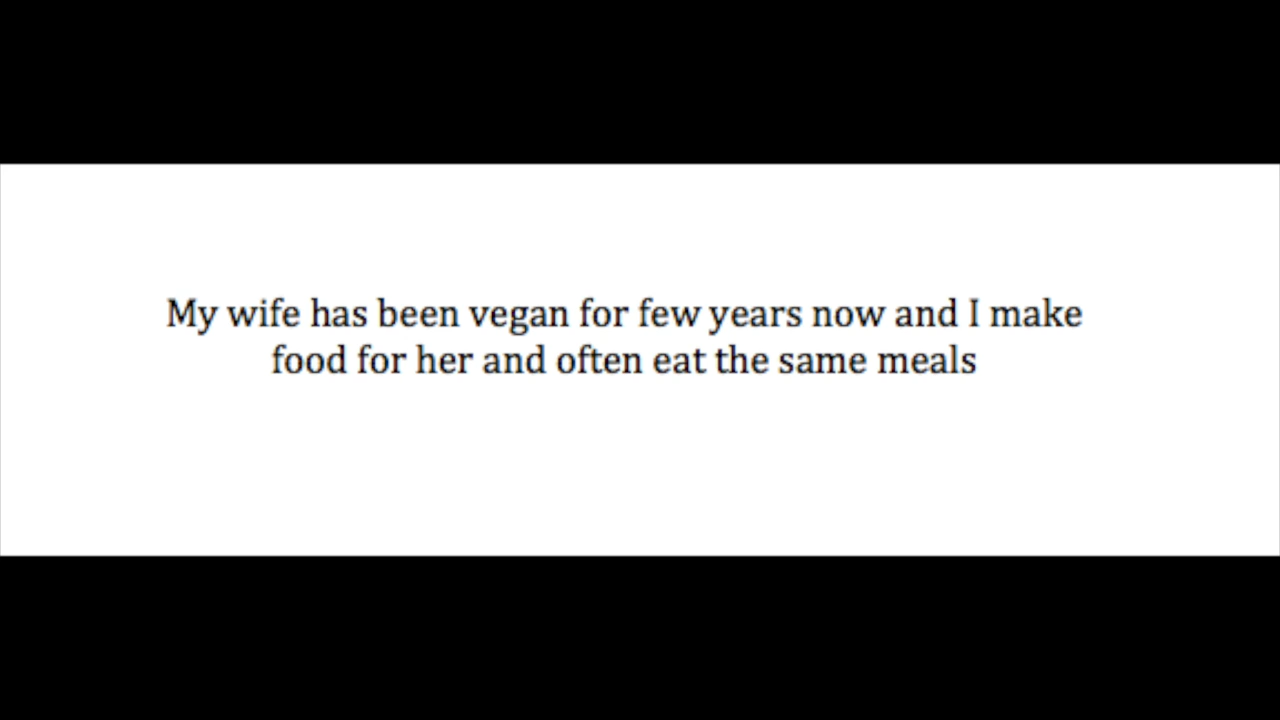 My wife has been vegan for few years now and I make
food for her and often eat the same meals